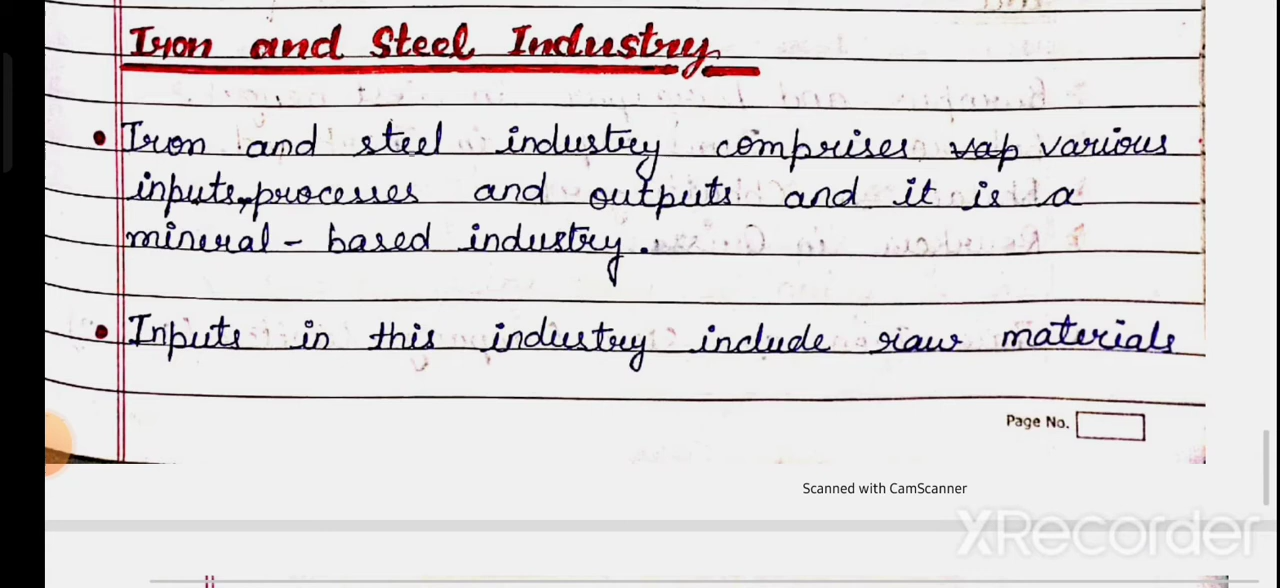 Iron and Steel Industry
• Iron and steel industry comprises vap various
inputs, processes and outputs and it is a
mineral - based industry.
• Inputs in this industry include raw materials
Page No.
Scanned with CamScanner
XRecorder